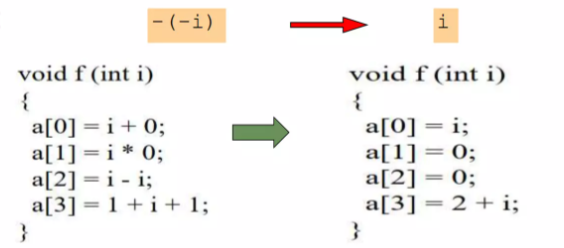 -(-i)
i
void f (int i)
{
a[0] = i + 0;
a[1] = i * 0;
a[2] = i - i;
a[3] = 1 + i + 1;
}
void f (int i)
{
a[0] = i;
a[1] = 0;
a[2] = 0;
a[3] = 2 + i;
}